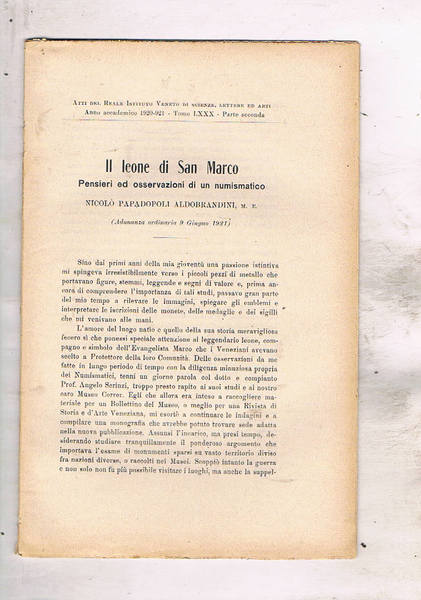 ATTI DEL REALE ISTITUTO VENETO DI SCIENZE, LETTERE ED ARTI
Anno accademico 1920-921 - Tomo LXXX - Parte seconda
Il leone di San Marco
Pensieri ed osservazioni di un numismatico
NICOLÒ PAPADOPOLI ALDOBRANDINI, M. E.
(Adunanza ordinaria 9 Giugno 1921)
Sino dai primi anni della mia gioventù una passione istintiva
mi spingeva irresistibilmente verso i piccoli pezzi di metallo che
portavano figure, stemmi, leggende e segni di valore e, prima an-
cora di comprendere l'importanza di tali studi, passavo gran parte
del mio tempo a rilevare le immagini, spiegare gli emblemi e
interpretare le iscrizioni delle monete, delle medaglie e dei sigilli
che mi venivano alle mani.
L'amore del luogo natio e quello della sua storia meravigliosa
fecero sì che ponessi speciale attenzione al leggendario leone, com-
pagno e simbolo dell'Evangelista Marco che i Veneziani avevano
scelto a Protettore della loro Comunità. Delle osservazioni da me
fatte in lungo periodo di tempo con la diligenza minuziosa propria
dei Numismatici, tenni un giorno parola col dotto e compianto
Prof. Angelo Scrinzi, troppo presto rapito ai suoi studi e al nostro
caro Museo Correr. Egli che allora era inteso a raccogliere ma-
teriale per un Bollettino del Museo, o meglio per una Rivista di
Storia e d'Arte Veneziana, mi esortò a continuare le indagini e a
compilare una monografia che avrebbe potuto trovare sede adatta
nella nuova pubblicazione. Assunsi l'incarico, ma presi tempo, de-
siderando studiare tranquillamente il ponderoso argomento che
importava l'esame di monumenti sparsi su vasto territorio diviso
fra nazioni diverse, o raccolti nei Musei. Scoppiò intanto la guerra
e non solo non fu più possibile visitare i luoghi, ma anche la suppel-